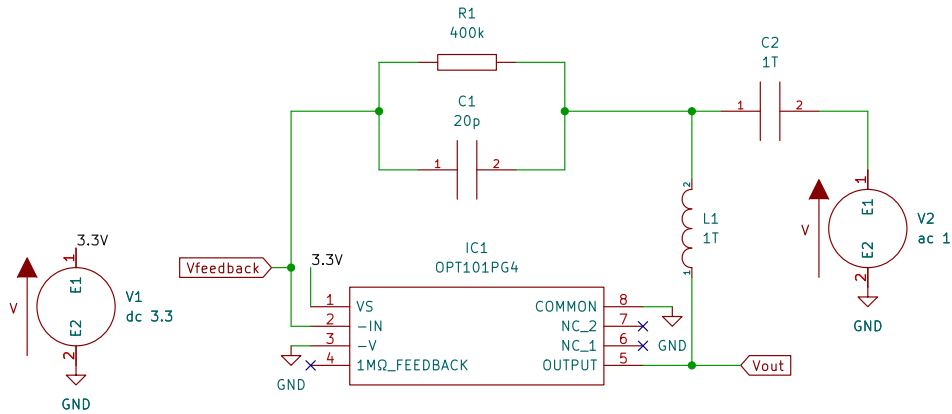 R1
400k
C1
20p
C2
1T
1
2
1
2
2
L1
1T
1
1
E1
E2
2
V
V2
ac 1
GND
3.3V
1
E1
E2
2
V
V1
dc 3.3
GND
Vfeedback
3.3V
IC1
OPT101PG4
1 VS COMMON 8
2 -IN NC_2 7
3 -V NC_1 6
4 1MΩ_FEEDBACK OUTPUT 5
GND
GND
Vout